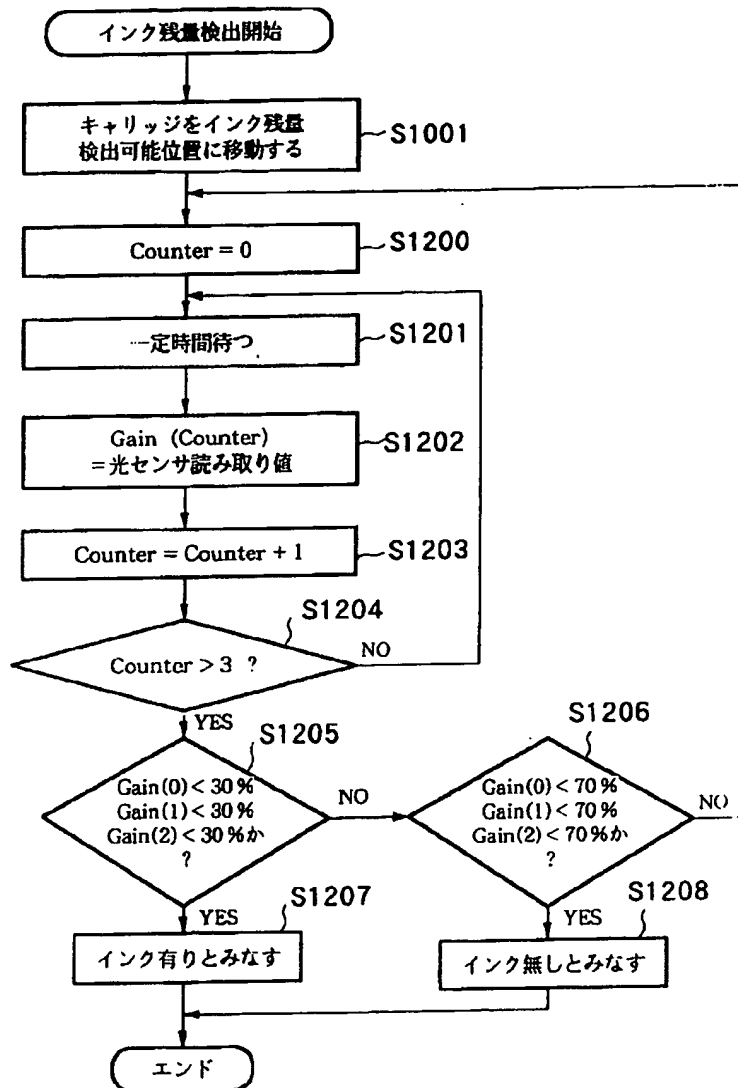 インク残量検出開始
キャリッジをインク残量
検出可能位置に移動する
S1001
Counter = 0
S1200
一定時間待つ
S1201
Gain (Counter)
=光センサ読み取り値
S1202
Counter = Counter + 1
S1203
S1204
Counter > 3 ?
NO
YES
S1205
Gain(0) < 30%
Gain(1) < 30%
Gain(2) < 30%か
?
NO
S1206
Gain(0) < 70%
Gain(1) < 70%
Gain(2) < 70%か
?
NO
YES
S1207
インク有りとみなす
YES
S1208
インク無しとみなす
エンド